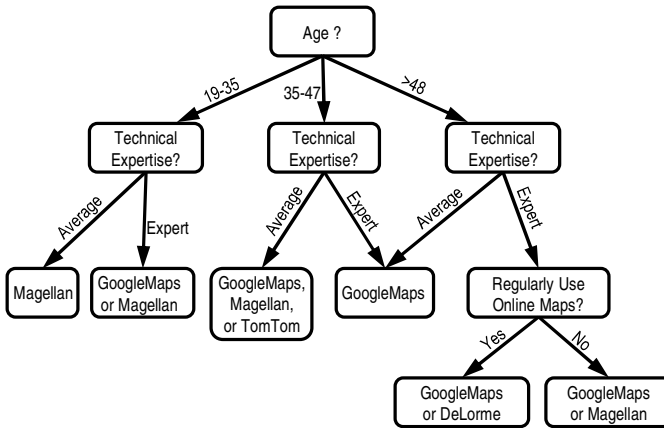 Age ?
19-35
35-47
>48
Technical
Expertise?
Technical
Expertise?
Technical
Expertise?
Average
Expert
Average
Expert
Average
Expert
Magellan
GoogleMaps
or Magellan
GoogleMaps,
Magellan,
or TomTom
GoogleMaps
Regularly Use
Online Maps?
Yes
No
GoogleMaps
or DeLorme
GoogleMaps
or Magellan